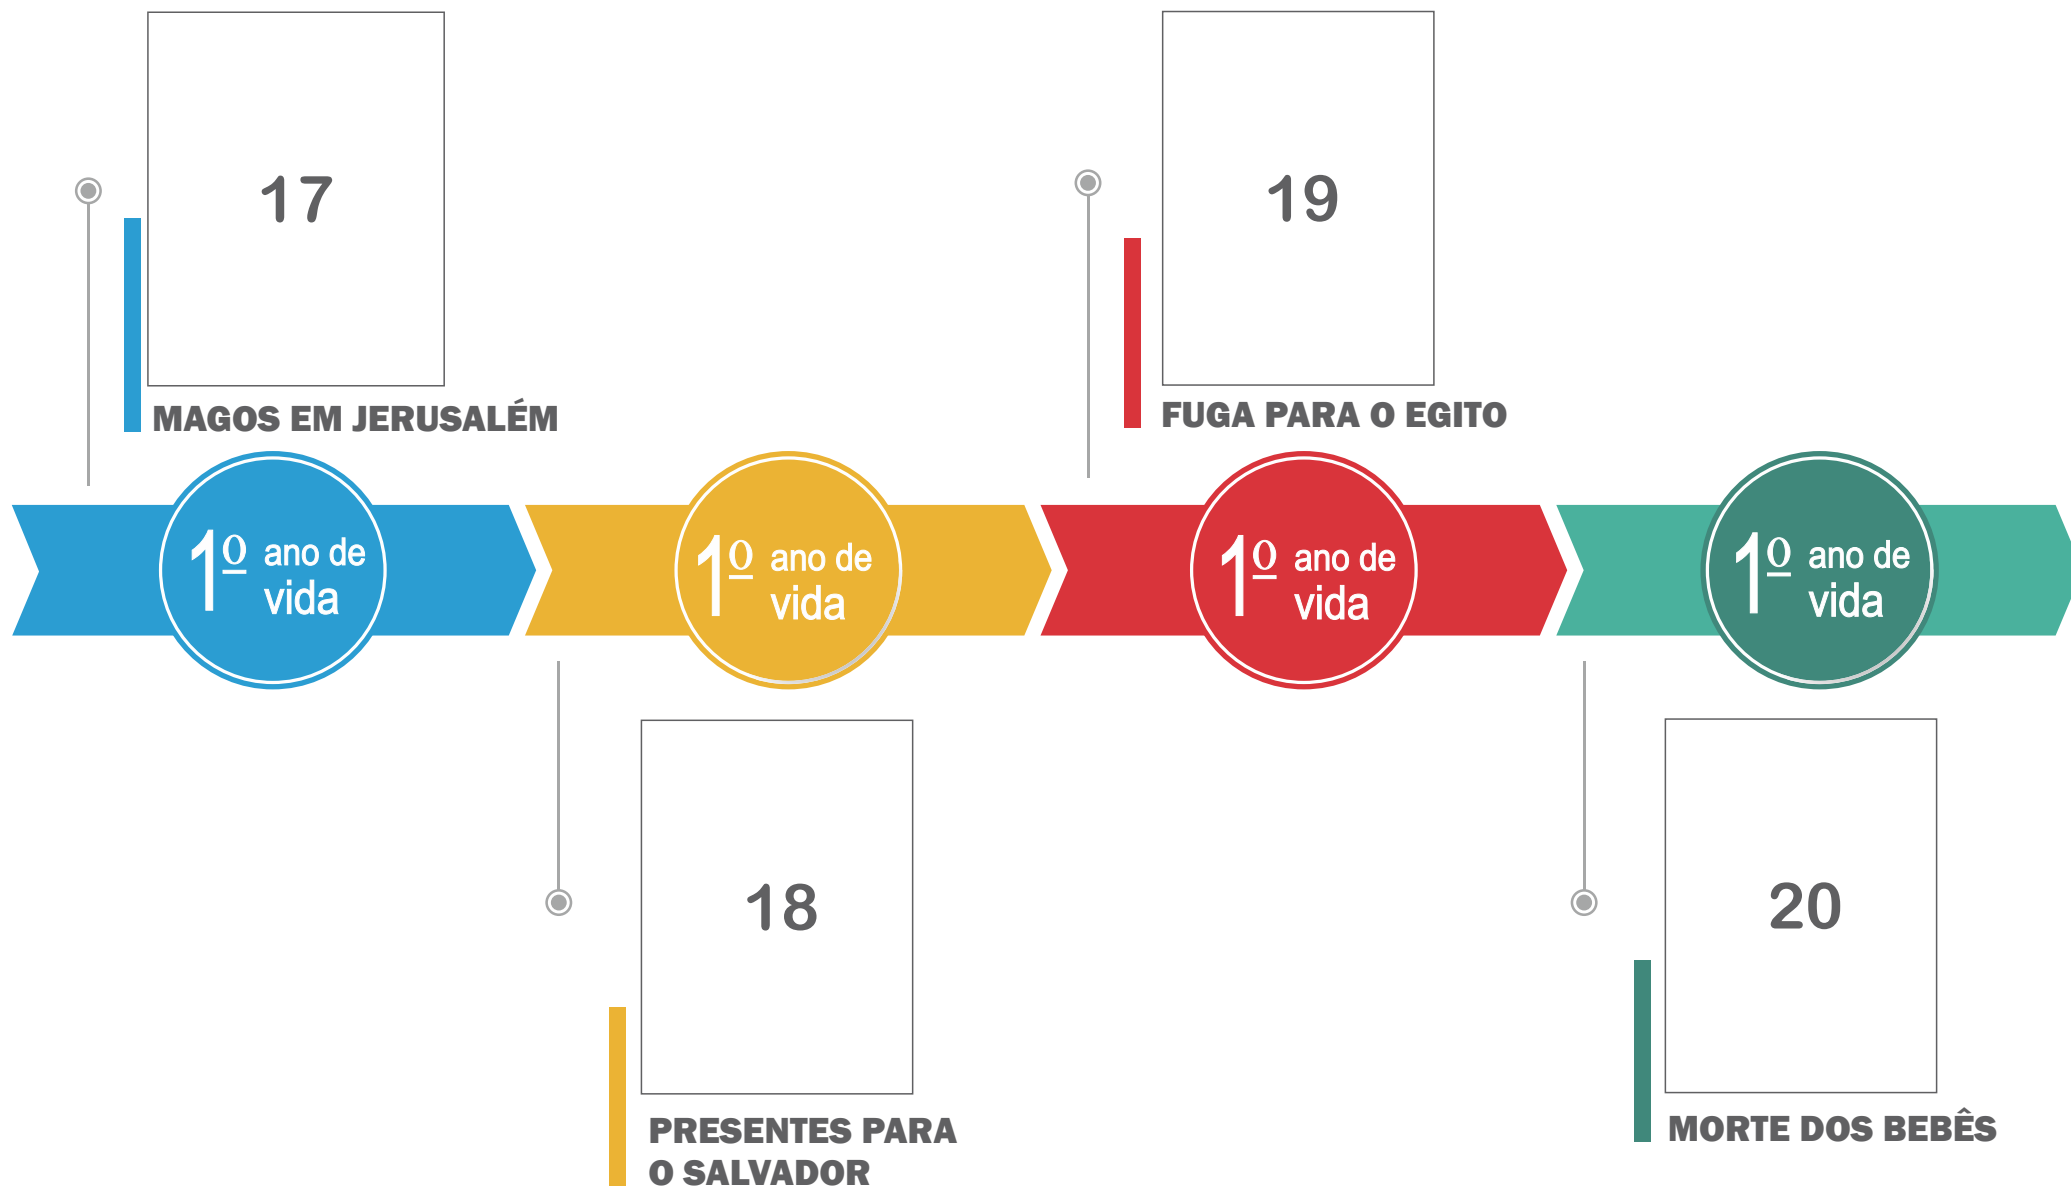 17
MAGOS EM JERUSALÉM
1º ano de
vida
18
PRESENTES PARA
O SALVADOR
1º ano de
vida
19
FUGA PARA O EGITO
1º ano de
vida
20
MORTE DOS BEBÊS
1º ano de
vida